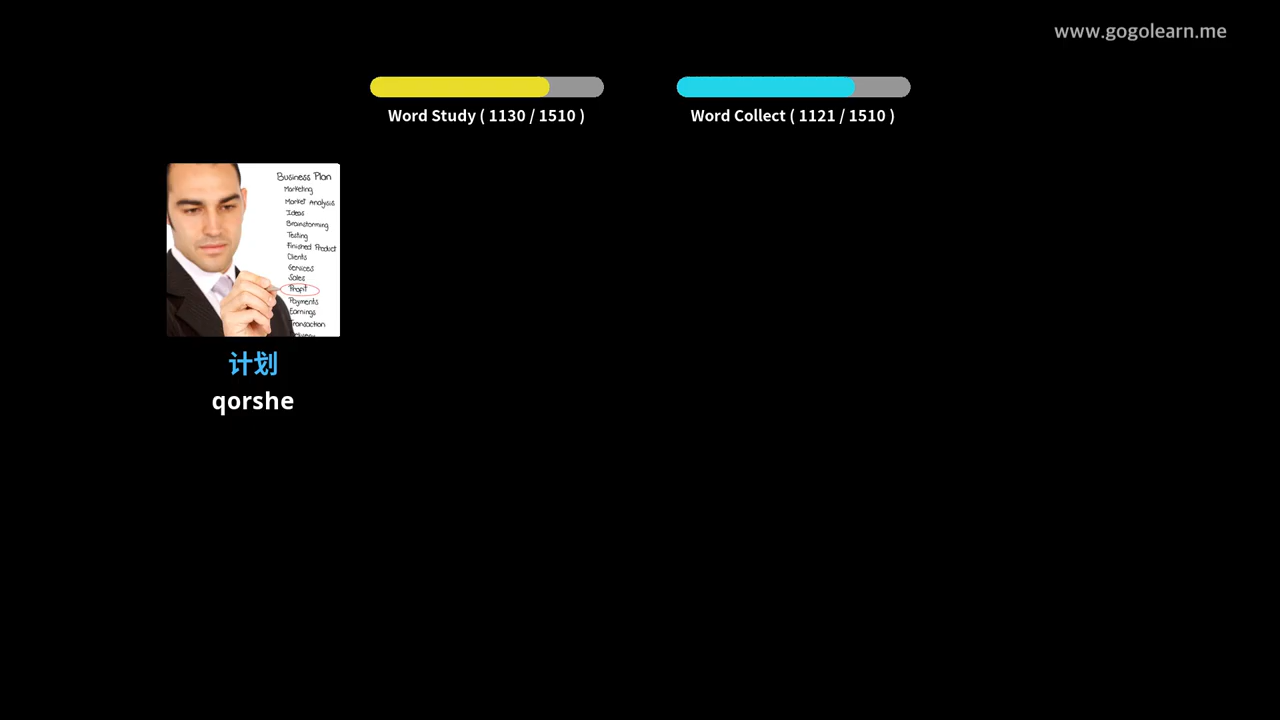 www.gogolearn.me
Word Study ( 1130 / 1510 )
Word Collect ( 1121 / 1510 )
Business Plan
Marketing
Market Analysis
Ideas
Brainstorming
Testing
Finished Product
Clients
Services
Sales
Profit
Payments
Earnings
Transaction
计划
qorshe